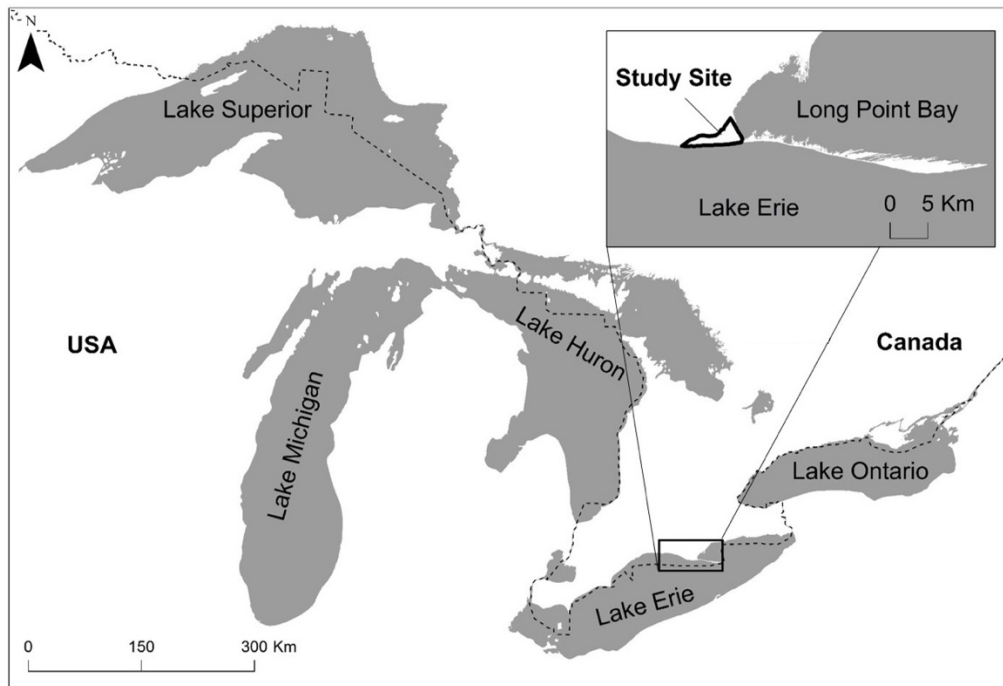 N
Lake Superior
Study Site
Long Point Bay
Lake Erie
0 5 Km
USA
Lake Michigan
Lake Huron
Canada
Lake Ontario
Lake Erie
0 150 300 Km